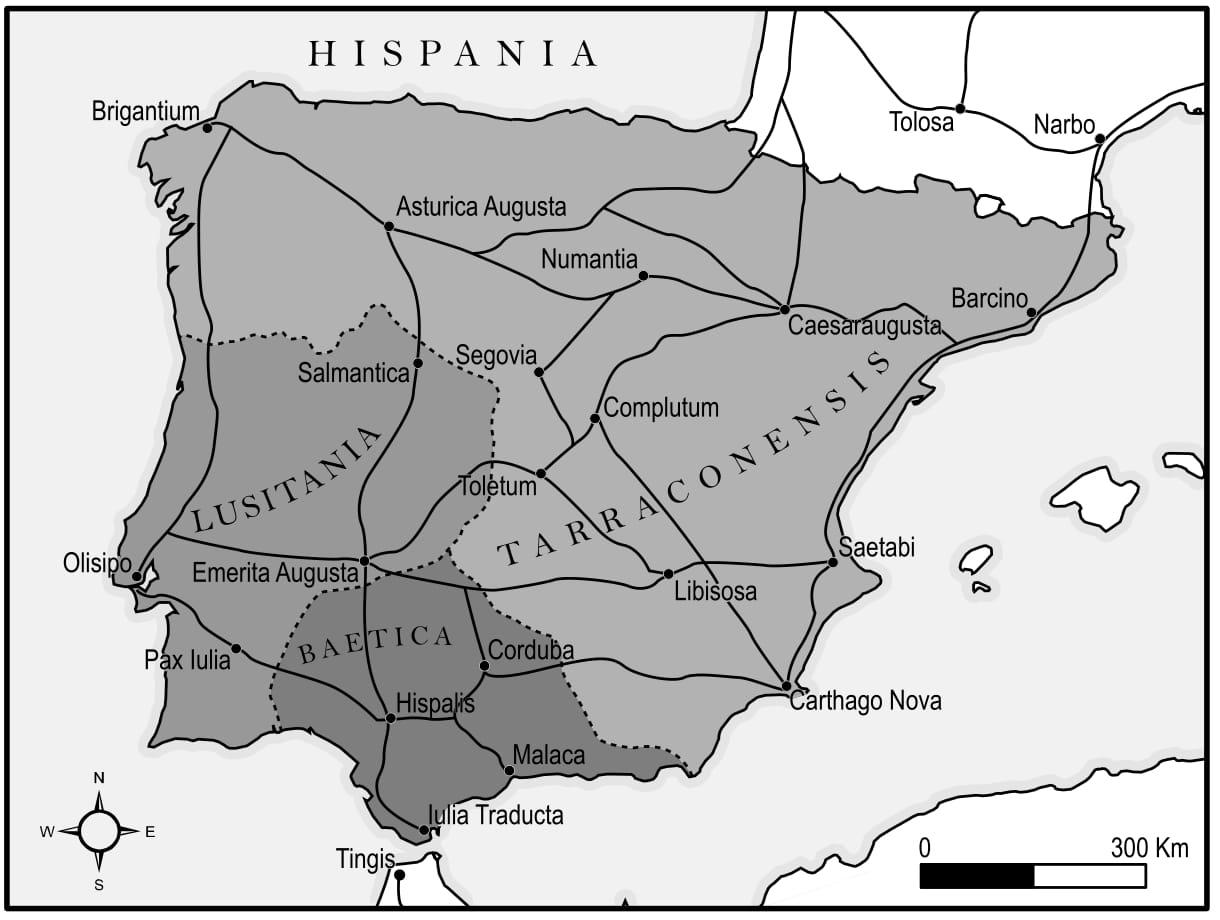 HISPANIA
Brigantium
Tolosa
Narbo
Asturica Augusta
Numantia
Barcino
Caesaraugusta
Segovia
Salmantica
Complutum
LUSITANIA
TARRACONENSIS
Toletum
Olisipo
Emerita Augusta
Saetabi
Libisosa
BAETICA
Pax Iulia
Corduba
Hispalis
Carthago Nova
Malaca
N
W
E
S
Iulia Traducta
Tingis
0
300 Km